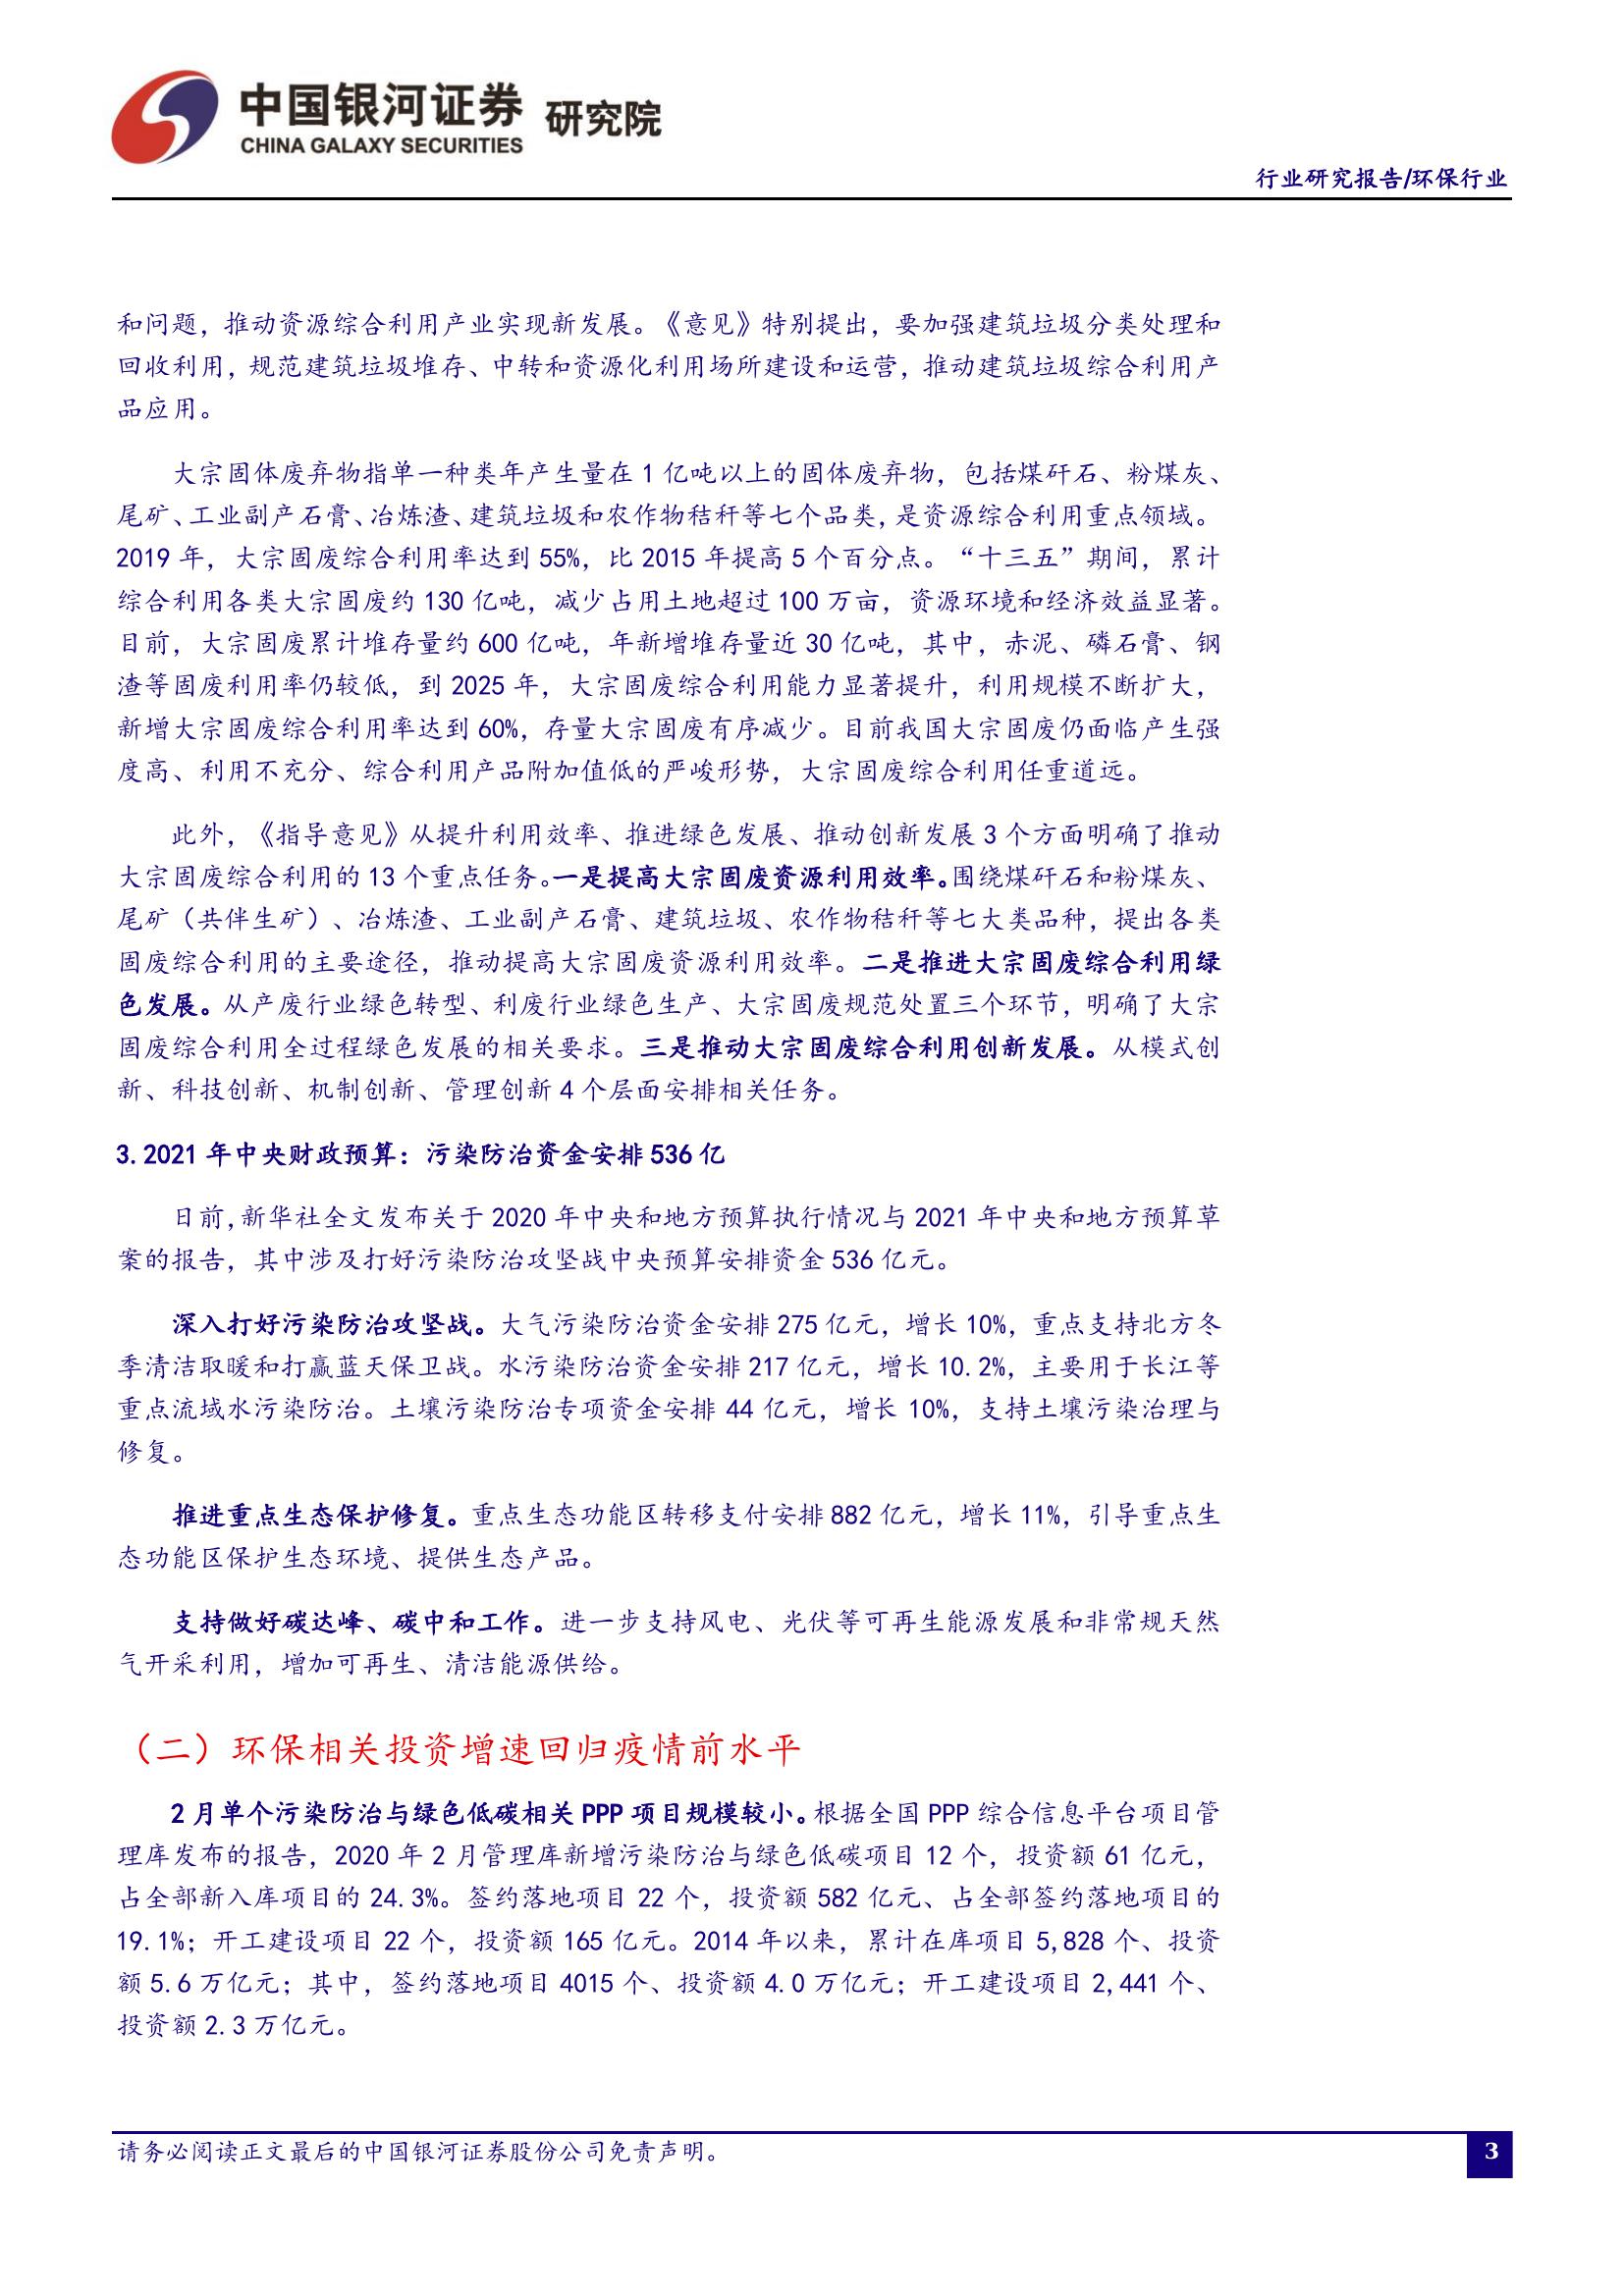 中国银河证券 研究院
CHINA GALAXY SECURITIES
行业研究报告/环保行业
和问题，推动资源综合利用产业实现新发展。《意见》特别提出，要加强建筑垃圾分类处理和
回收利用，规范建筑垃圾堆存、中转和资源化利用场所建设和运营，推动建筑垃圾综合利用产
品应用。
大宗固体废弃物指单一种类年产生量在 1 亿吨以上的固体废弃物，包括煤矸石、粉煤灰、
尾矿、工业副产石膏、冶炼渣、建筑垃圾和农作物秸秆等七个品类，是资源综合利用重点领域。
2019 年，大宗固废综合利用率达到 55%，比 2015 年提高 5 个百分点。“十三五”期间，累计
综合利用各类大宗固废约 130 亿吨，减少占用土地超过 100 万亩，资源环境和经济效益显著。
目前，大宗固废累计堆存量约 600 亿吨，年新增堆存量近 30 亿吨，其中，赤泥、磷石膏、钢
渣等固废利用率仍较低，到 2025 年，大宗固废综合利用能力显著提升，利用规模不断扩大，
新增大宗固废综合利用率达到 60%，存量大宗固废有序减少。目前我国大宗固废仍面临产生强
度高、利用不充分、综合利用产品附加值低的严峻形势，大宗固废综合利用任重道远。
此外，《指导意见》从提升利用效率、推进绿色发展、推动创新发展 3 个方面明确了推动
大宗固废综合利用的 13 个重点任务。一是提高大宗固废资源利用效率。围绕煤矸石和粉煤灰、
尾矿（共伴生矿）、冶炼渣、工业副产石膏、建筑垃圾、农作物秸秆等七大类品种，提出各类
固废综合利用的主要途径，推动提高大宗固废资源利用效率。二是推进大宗固废综合利用绿
色发展。从产废行业绿色转型、利废行业绿色生产、大宗固废规范处置三个环节，明确了大宗
固废综合利用全过程绿色发展的相关要求。三是推动大宗固废综合利用创新发展。从模式创
新、科技创新、机制创新、管理创新 4 个层面安排相关任务。
3.2021 年中央财政预算：污染防治资金安排 536 亿
日前，新华社全文发布关于 2020 年中央和地方预算执行情况与 2021 年中央和地方预算草
案的报告，其中涉及打好污染防治攻坚战中央预算安排资金 536 亿元。
深入打好污染防治攻坚战。大气污染防治资金安排 275 亿元，增长 10%，重点支持北方冬
季清洁取暖和打赢蓝天保卫战。水污染防治资金安排 217 亿元，增长 10.2%，主要用于长江等
重点流域水污染防治。土壤污染防治专项资金安排 44 亿元，增长 10%，支持土壤污染治理与
修复。
推进重点生态保护修复。重点生态功能区转移支付安排 882 亿元，增长 11%，引导重点生
态功能区保护生态环境、提供生态产品。
支持做好碳达峰、碳中和工作。进一步支持风电、光伏等可再生能源发展和非常规天然
气开采利用，增加可再生、清洁能源供给。
（二）环保相关投资增速回归疫情前水平
2 月单个污染防治与绿色低碳相关 PPP 项目规模较小。根据全国 PPP 综合信息平台项目管
理库发布的报告，2020 年 2 月管理库新增污染防治与绿色低碳项目 12 个，投资额 61 亿元，
占全部新入库项目的 24.3%。签约落地项目 22 个，投资额 582 亿元、占全部签约落地项目的
19.1%；开工建设项目 22 个，投资额 165 亿元。2014 年以来，累计在库项目 5,828 个、投资
额 5.6 万亿元；其中，签约落地项目 4015 个、投资额 4.0 万亿元；开工建设项目 2,441 个、
投资额 2.3 万亿元。
请务必阅读正文最后的中国银河证券股份公司免责声明。
3